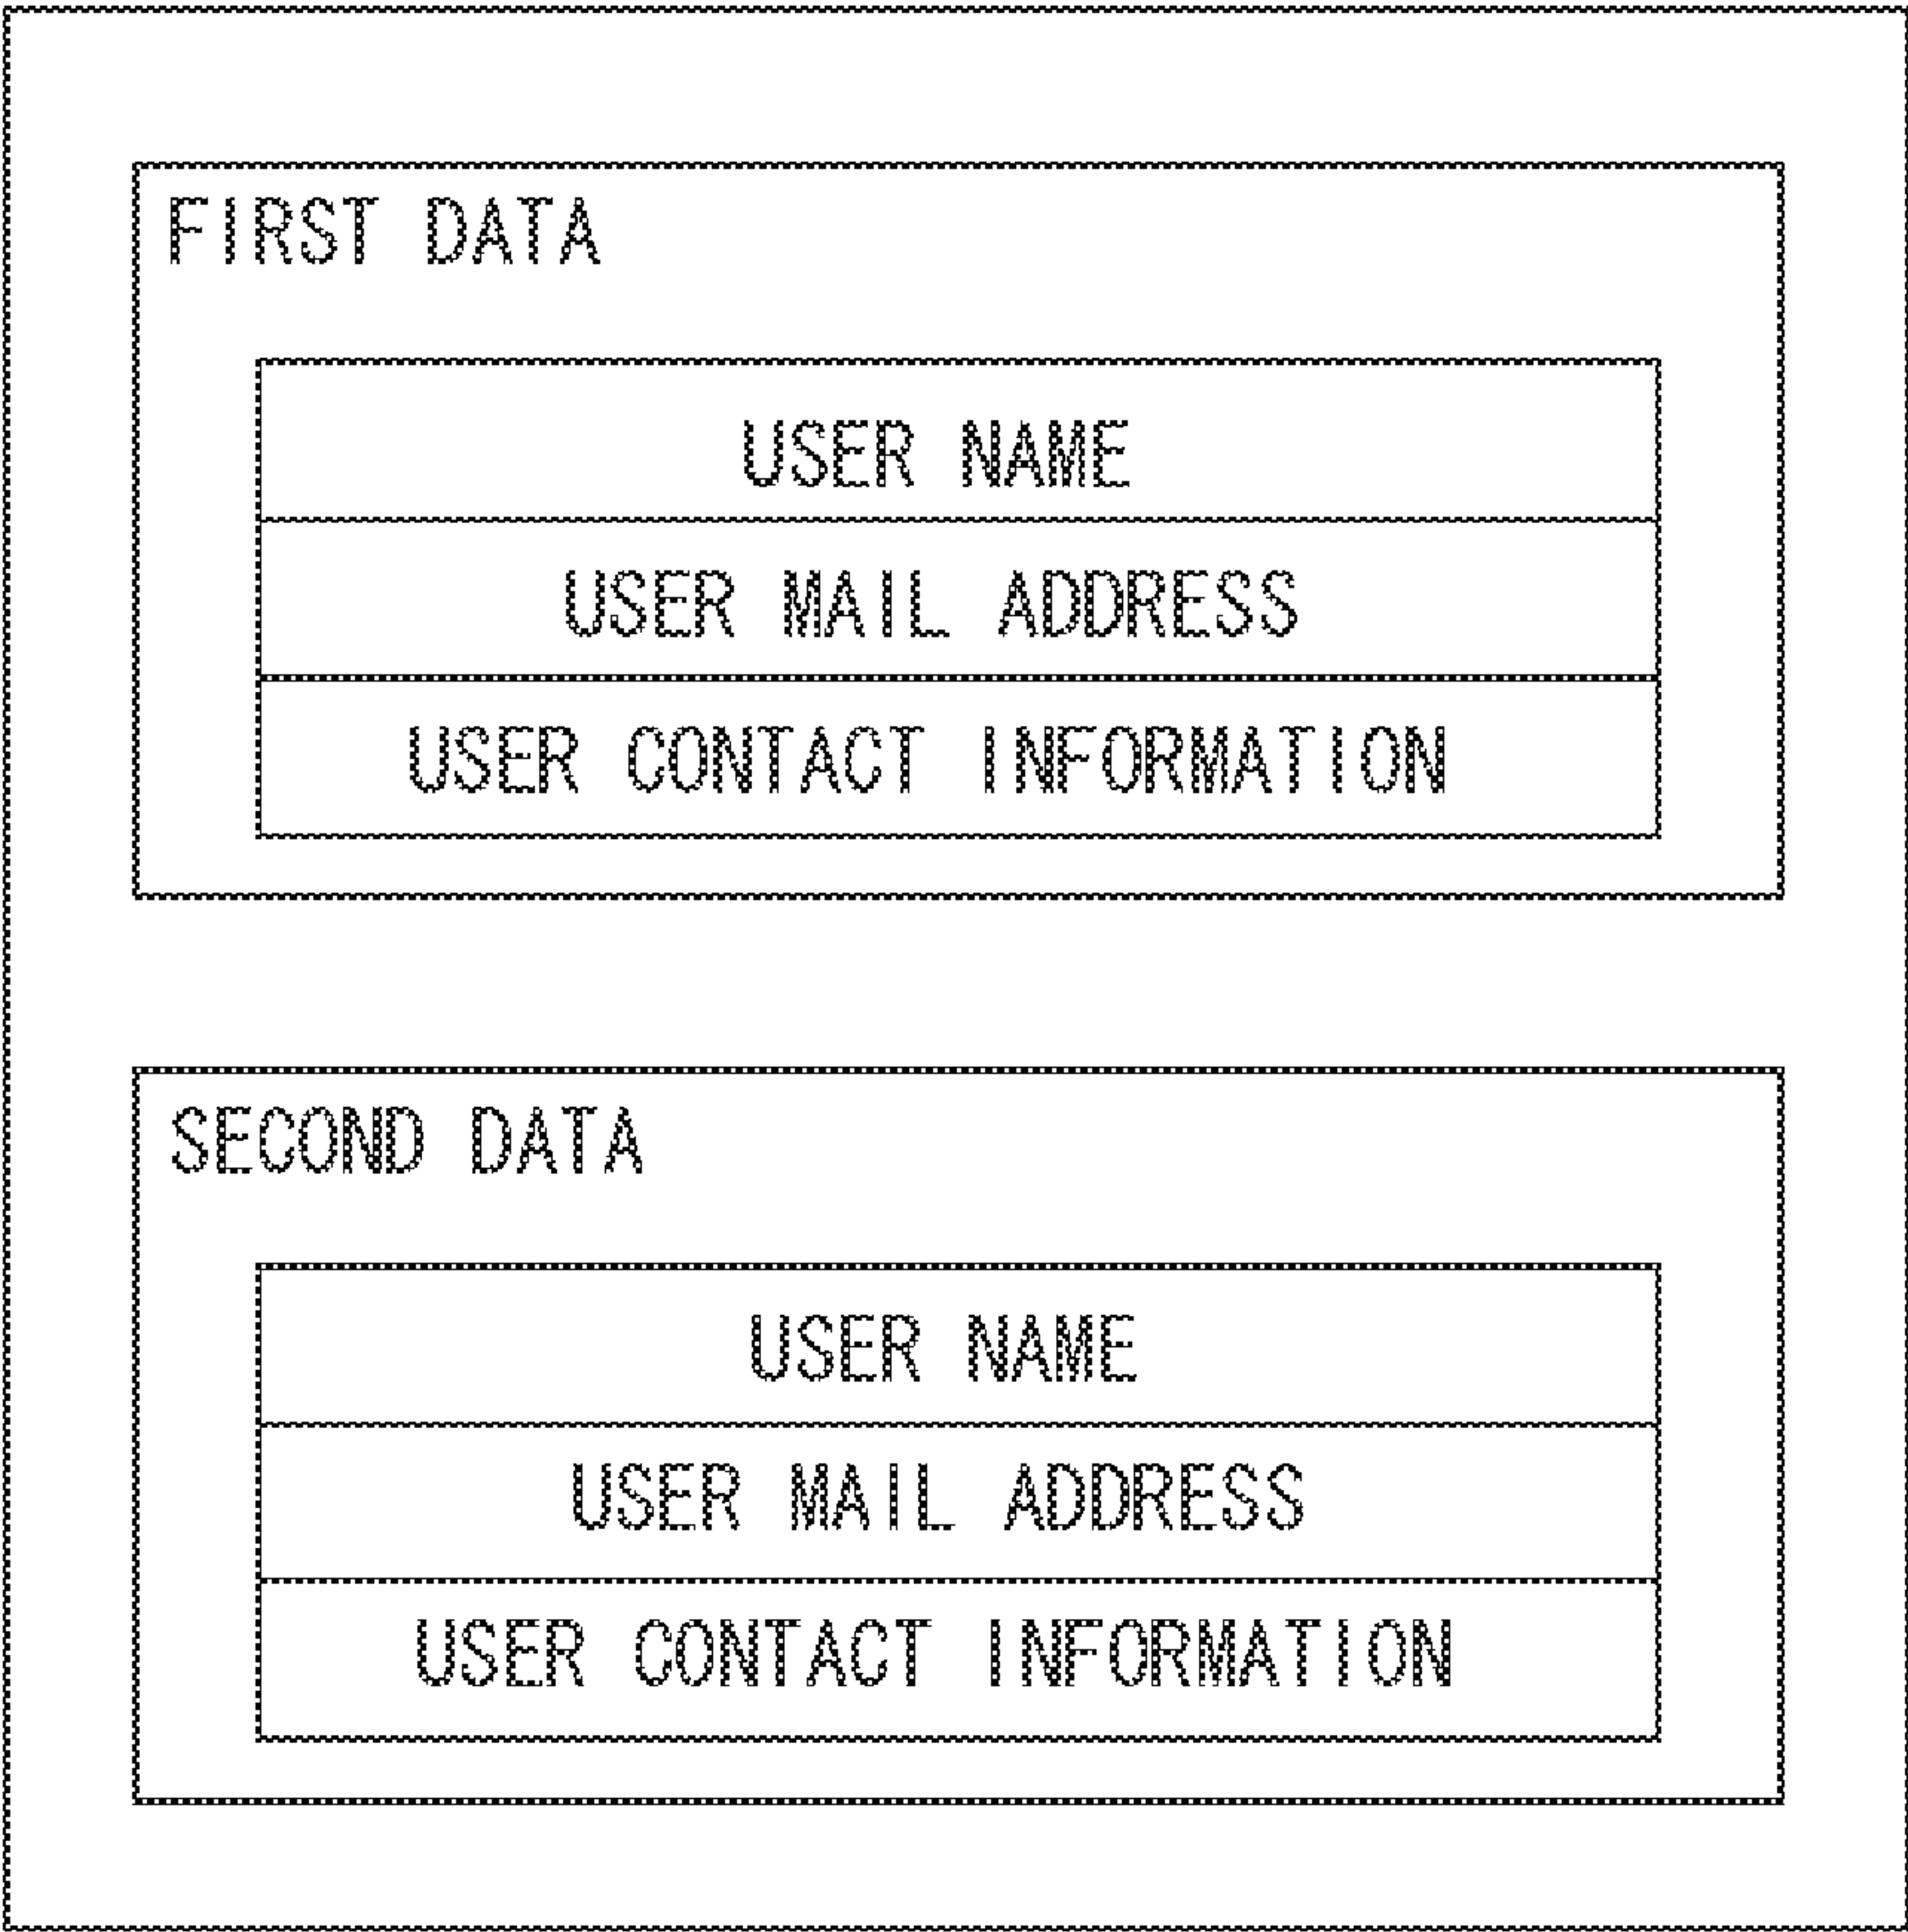 FIRST DATA
USER NAME
USER MAIL ADDRESS
USER CONTACT INFORMATION
SECOND DATA
USER NAME
USER MAIL ADDRESS
USER CONTACT INFORMATION